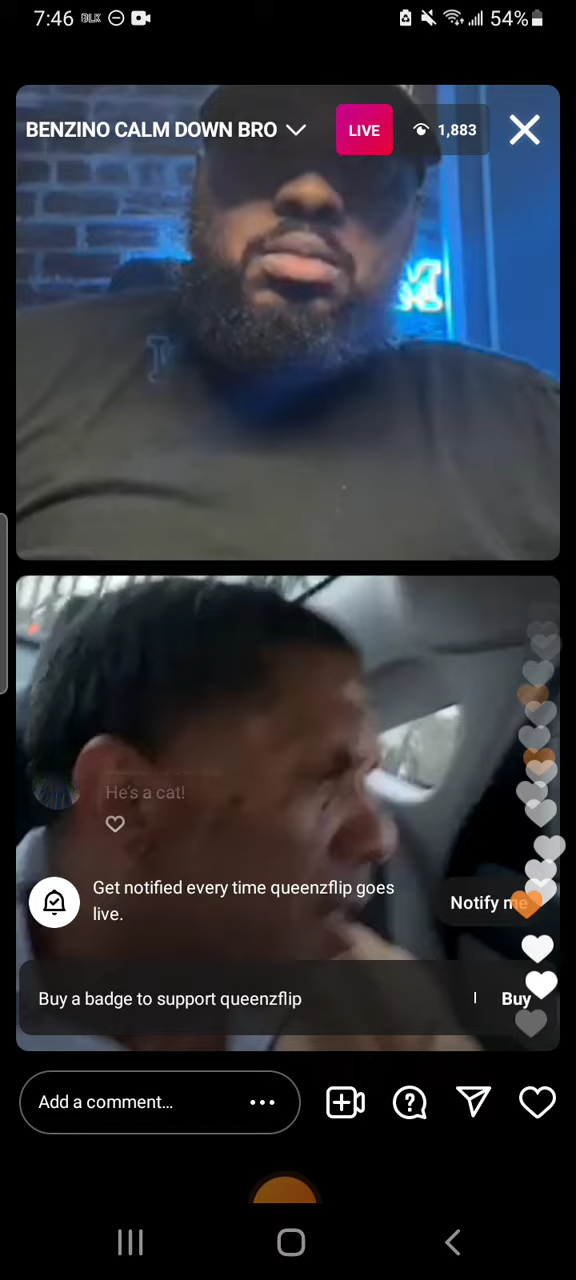 7:46 BLK 54%
BENZINO CALM DOWN BRO LIVE 1,883
M
He's a cat!
Get notified every time queenzflip goes
live. Notify me
Buy a badge to support queenzflip Buy
Add a comment...